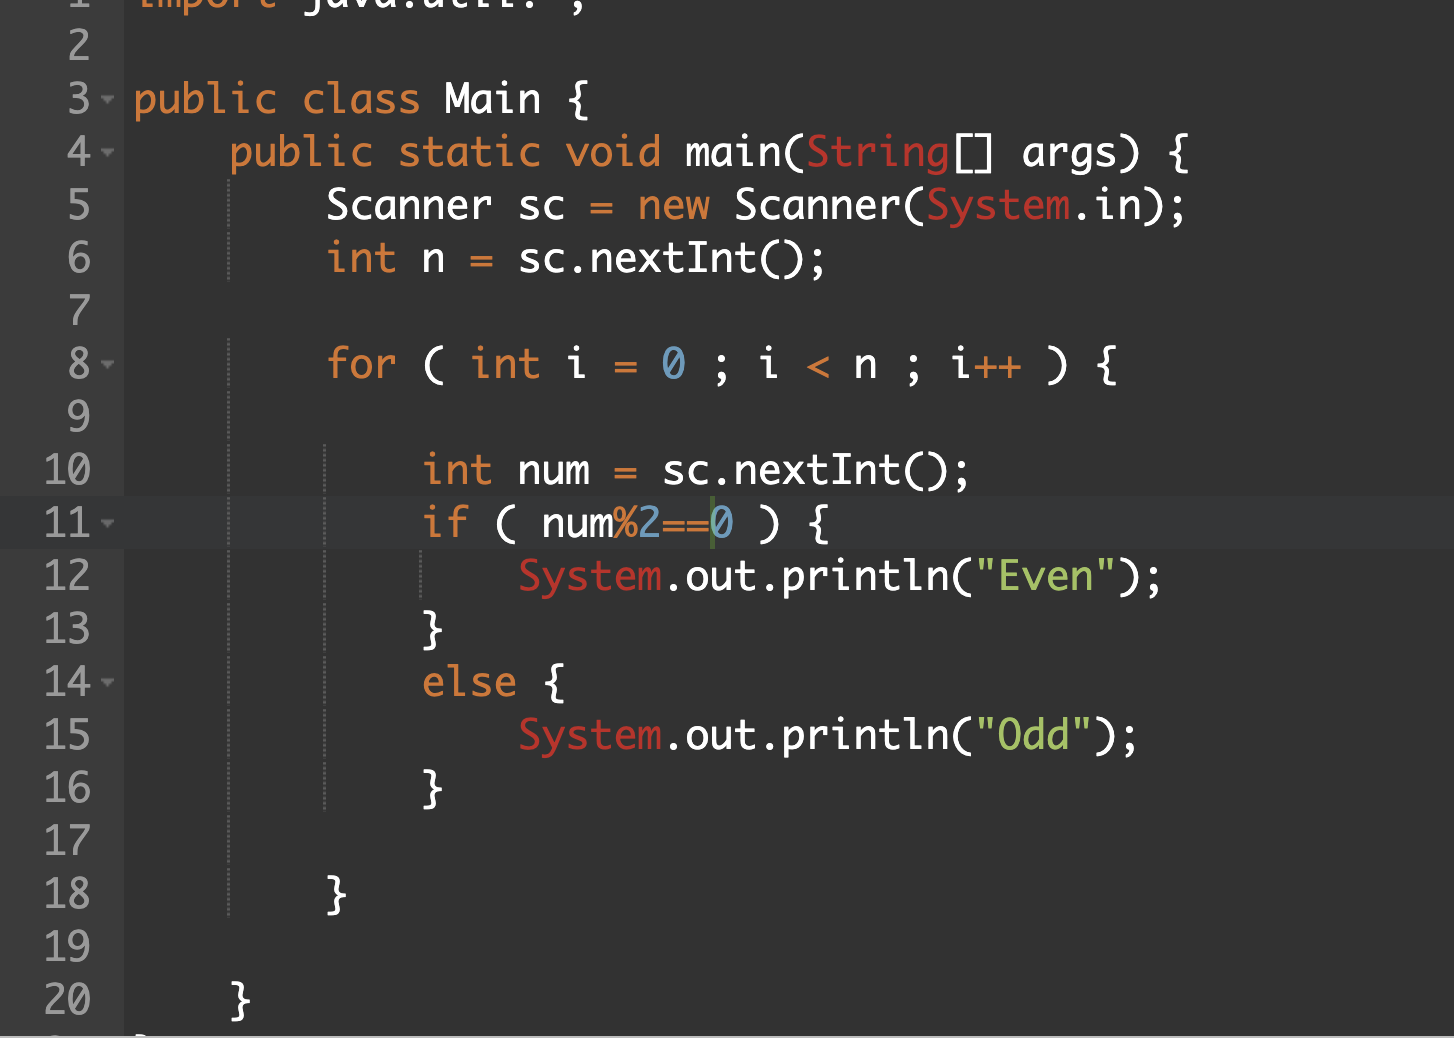 1 import java.util.*;
2
3 public class Main {
4 public static void main(String[] args) {
5 Scanner sc = new Scanner(System.in);
6 int n = sc.nextInt();
7
8 for ( int i = 0 ; i < n ; i++ ) {
9
10 int num = sc.nextInt();
11 if ( num%2==0 ) {
12 System.out.println("Even");
13 }
14 else {
15 System.out.println("Odd");
16 }
17
18 }
19
20 }